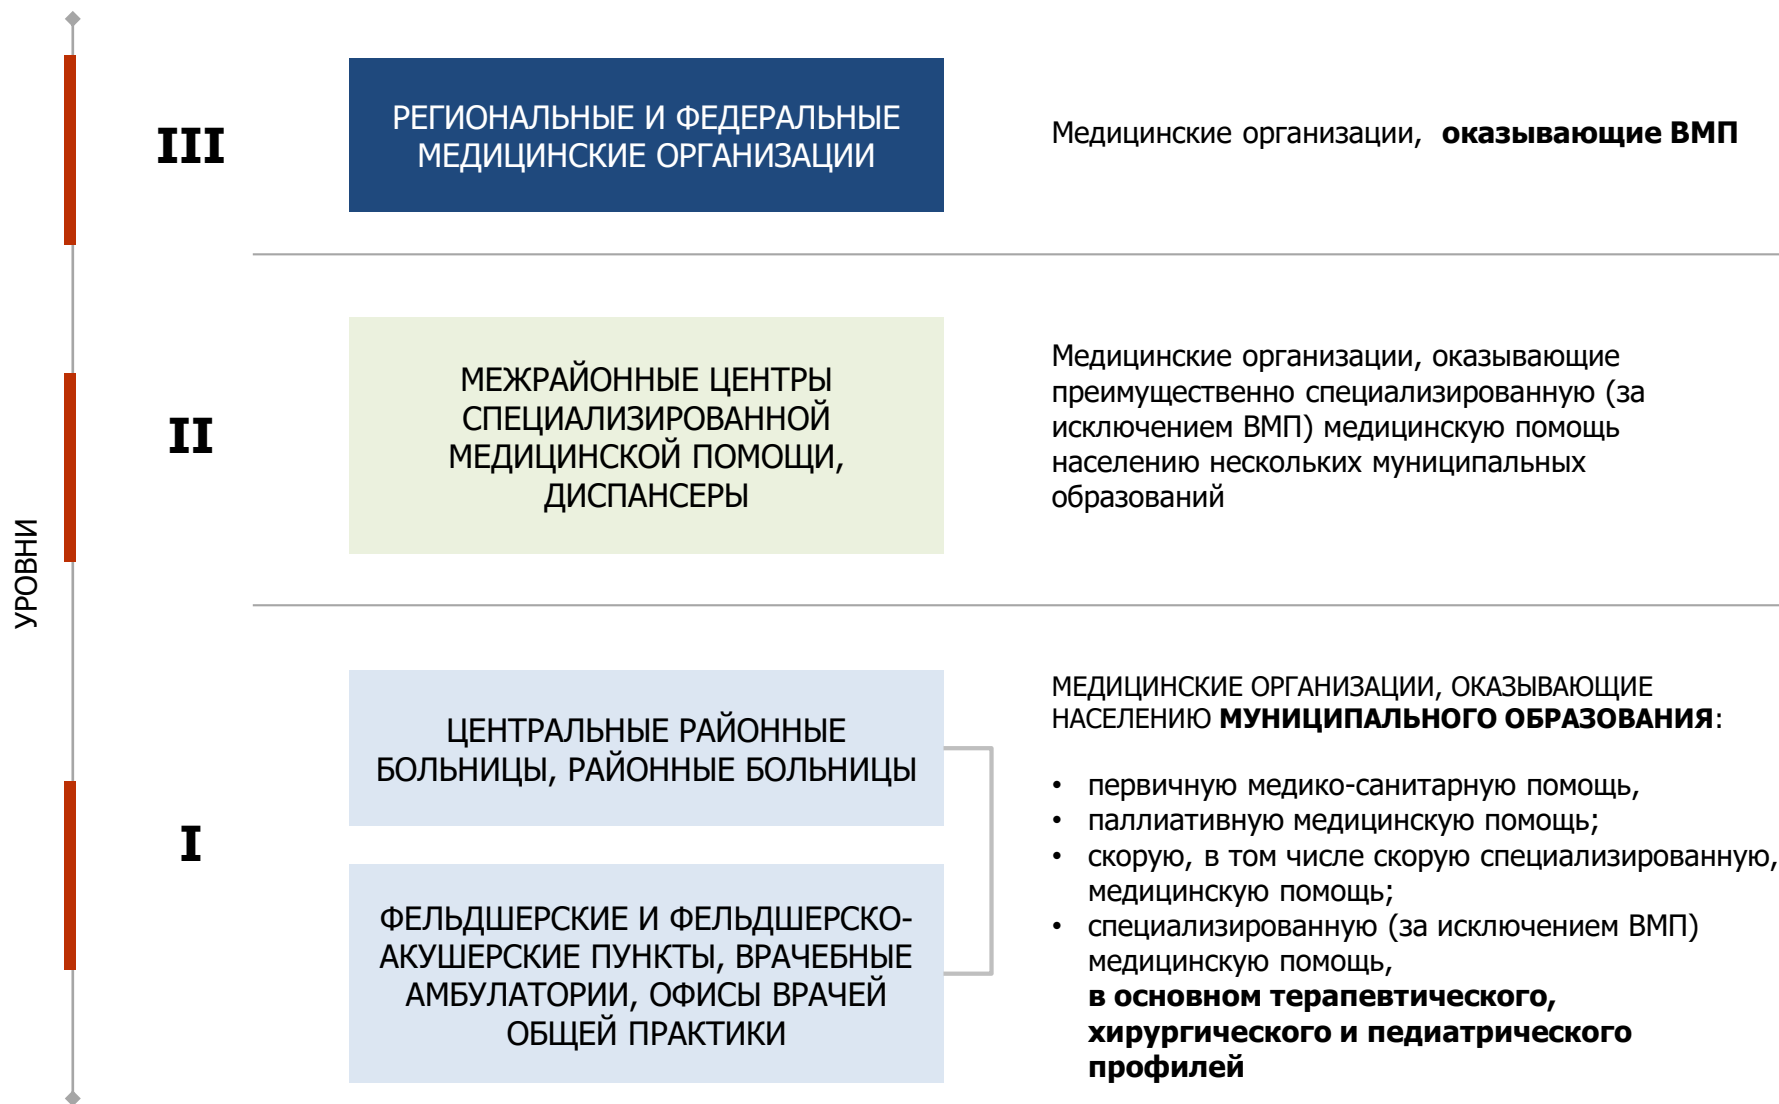 УРОВНИ
III
РЕГИОНАЛЬНЫЕ И ФЕДЕРАЛЬНЫЕ
МЕДИЦИНСКИЕ ОРГАНИЗАЦИИ
Медицинские организации, оказывающие ВМП
II
МЕЖРАЙОННЫЕ ЦЕНТРЫ
СПЕЦИАЛИЗИРОВАННОЙ
МЕДИЦИНСКОЙ ПОМОЩИ,
ДИСПАНСЕРЫ
Медицинские организации, оказывающие
преимущественно специализированную (за
исключением ВМП) медицинскую помощь
населению нескольких муниципальных
образований
I
ЦЕНТРАЛЬНЫЕ РАЙОННЫЕ
БОЛЬНИЦЫ, РАЙОННЫЕ БОЛЬНИЦЫ
ФЕЛЬДШЕРСКИЕ И ФЕЛЬДШЕРСКО-
АКУШЕРСКИЕ ПУНКТЫ, ВРАЧЕБНЫЕ
АМБУЛАТОРИИ, ОФИСЫ ВРАЧЕЙ
ОБЩЕЙ ПРАКТИКИ
МЕДИЦИНСКИЕ ОРГАНИЗАЦИИ, ОКАЗЫВАЮЩИЕ
НАСЕЛЕНИЮ МУНИЦИПАЛЬНОГО ОБРАЗОВАНИЯ:
• первичную медико-санитарную помощь,
• паллиативную медицинскую помощь;
• скорую, в том числе скорую специализированную,
медицинскую помощь;
• специализированную (за исключением ВМП)
медицинскую помощь,
в основном терапевтического,
хирургического и педиатрического
профилей